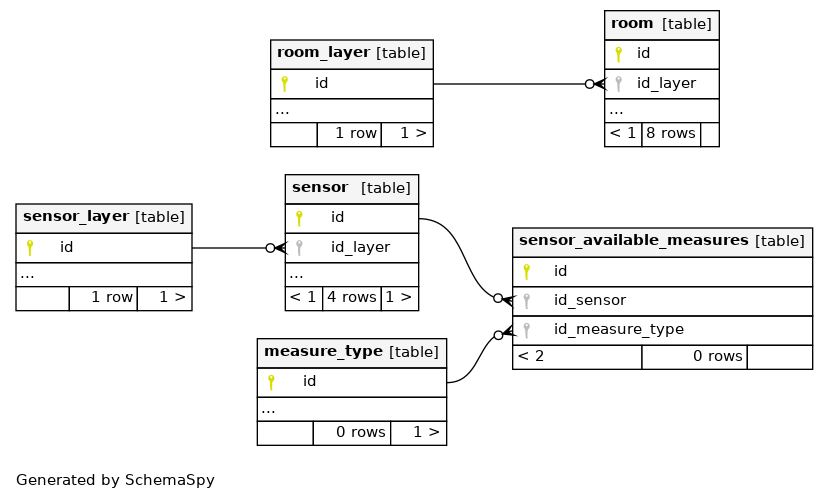 room [table]
id
id_layer
...
< 1 8 rows
room_layer [table]
id
...
1 row 1 >
sensor [table]
id
id_layer
...
< 1 4 rows 1 >
sensor_layer [table]
id
...
1 row 1 >
sensor_available_measures [table]
id
id_sensor
id_measure_type
< 2 0 rows
measure_type [table]
id
...
0 rows 1 >
Generated by SchemaSpy